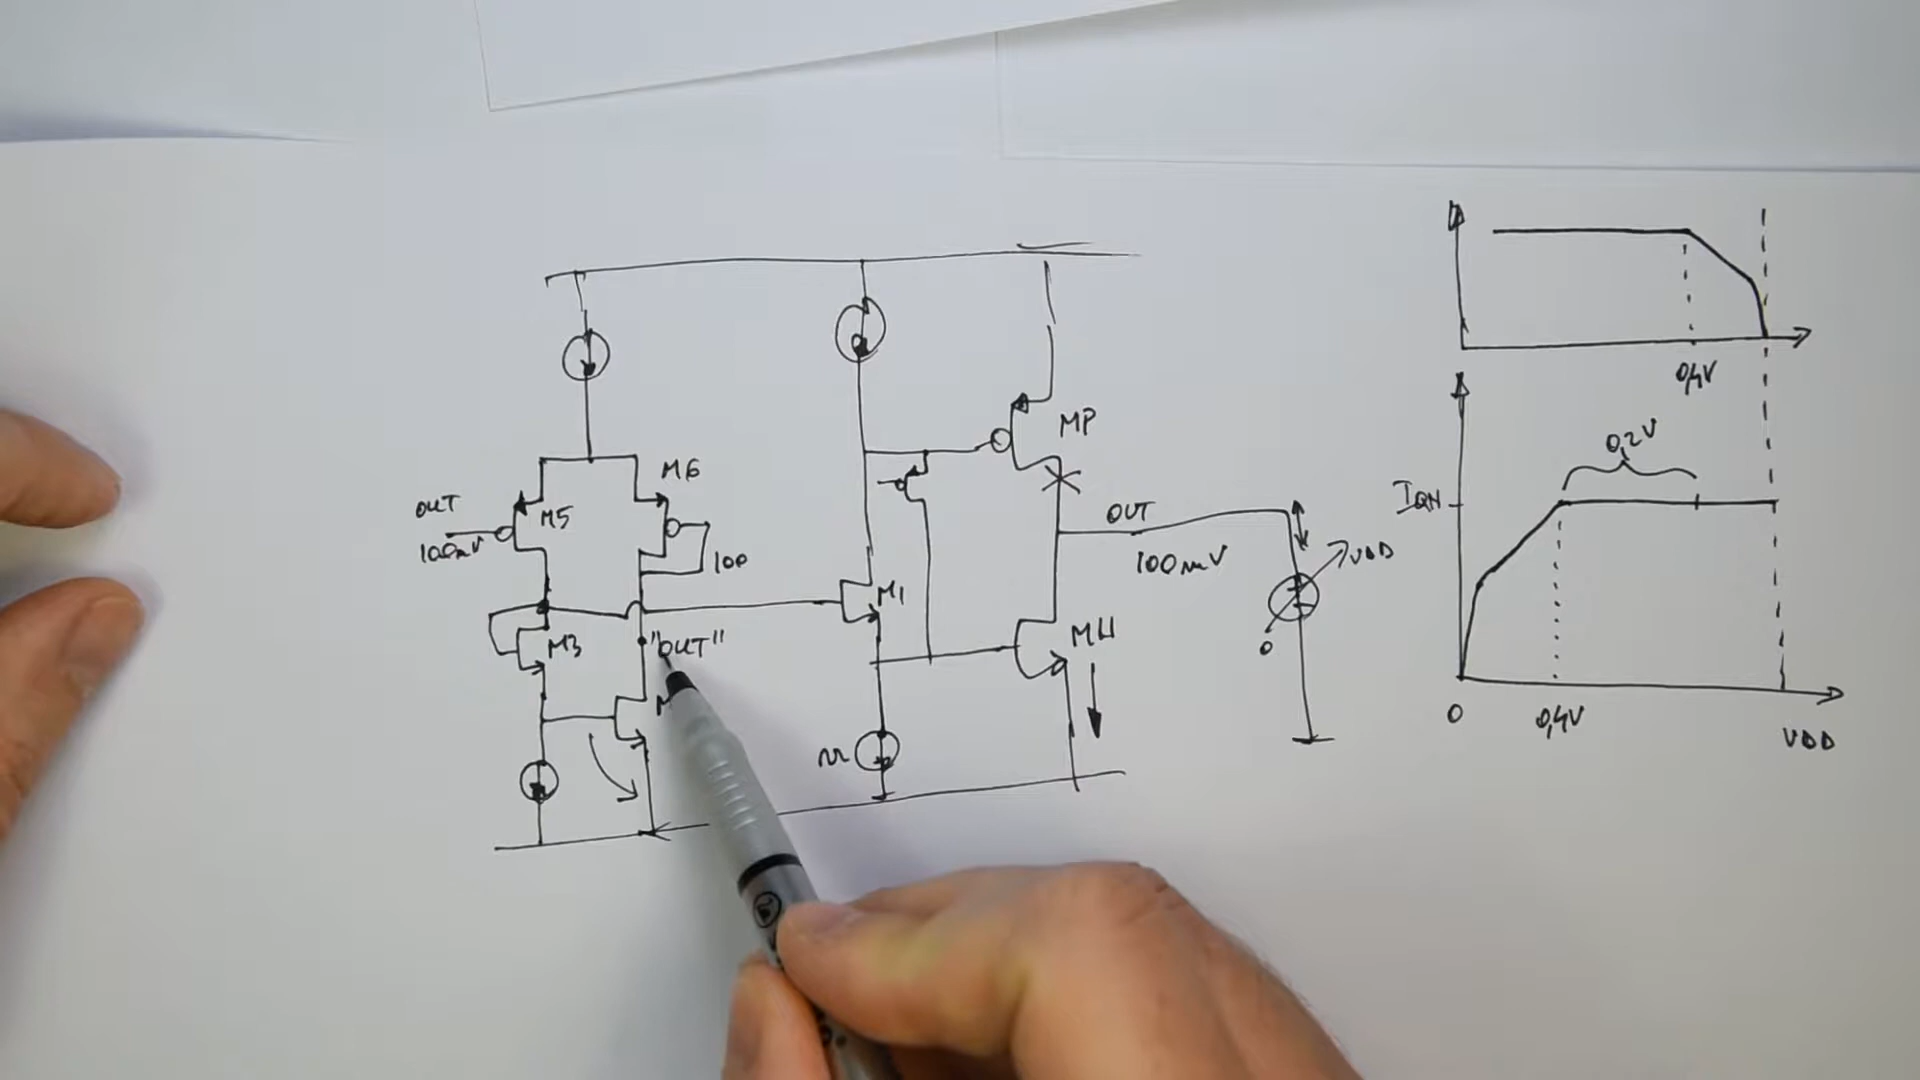 M6
OUT
M5
100mV
100
M3
"OUT"
M1
MP
OUT
100mV
VDD
0
MN
0,4V
0,2V
IQN
0
0,4V
VDD